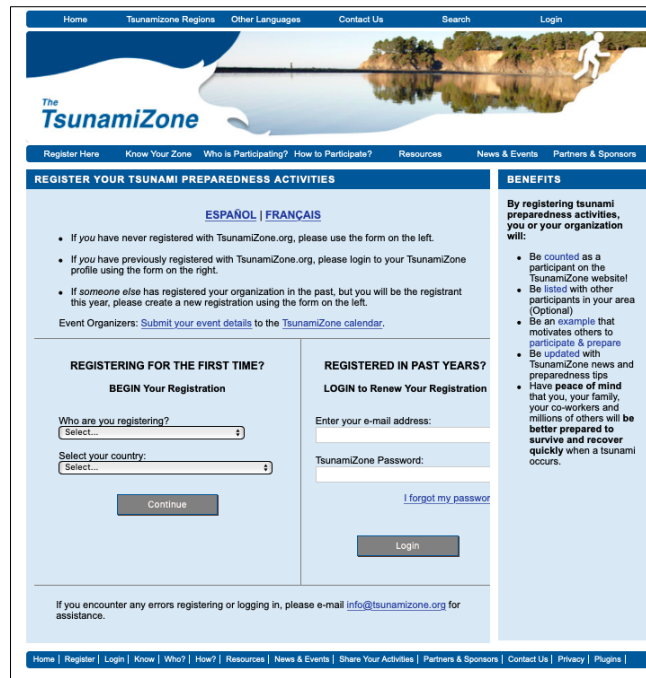 Home Tsunamizone Regions Other Languages Contact Us Search Login
The
TsunamiZone
Register Here Know Your Zone Who is Participating? How to Participate? Resources News & Events Partners & Sponsors
REGISTER YOUR TSUNAMI PREPAREDNESS ACTIVITIES
ESPAÑOL | FRANÇAIS
• If you have never registered with TsunamiZone.org, please use the form on the left.
• If you have previously registered with TsunamiZone.org, please login to your TsunamiZone
profile using the form on the right.
• If someone else has registered your organization in the past, but you will be the registrant
this year, please create a new registration using the form on the left.
Event Organizers: Submit your event details to the TsunamiZone calendar.
REGISTERING FOR THE FIRST TIME?
BEGIN Your Registration
Who are you registering?
Select...
Select your country:
Select...
Continue
REGISTERED IN PAST YEARS?
LOGIN to Renew Your Registration
Enter your e-mail address:
TsunamiZone Password:
I forgot my passwor
Login
If you encounter any errors registering or logging in, please e-mail info@tsunamizone.org for
assistance.
BENEFITS
By registering tsunami
preparedness activities,
you or your organization
will:
• Be counted as a
participant on the
TsunamiZone website!
• Be listed with other
participants in your area
(Optional)
• Be an example that
motivates others to
participate & prepare
• Be updated with
TsunamiZone news and
preparedness tips
• Have peace of mind
that you, your family,
your co-workers and
millions of others will be
better prepared to
survive and recover
quickly when a tsunami
occurs.
Home | Register | Login | Know | Who? | How? | Resources | News & Events | Share Your Activities | Partners & Sponsors | Contact Us | Privacy | Plugins |